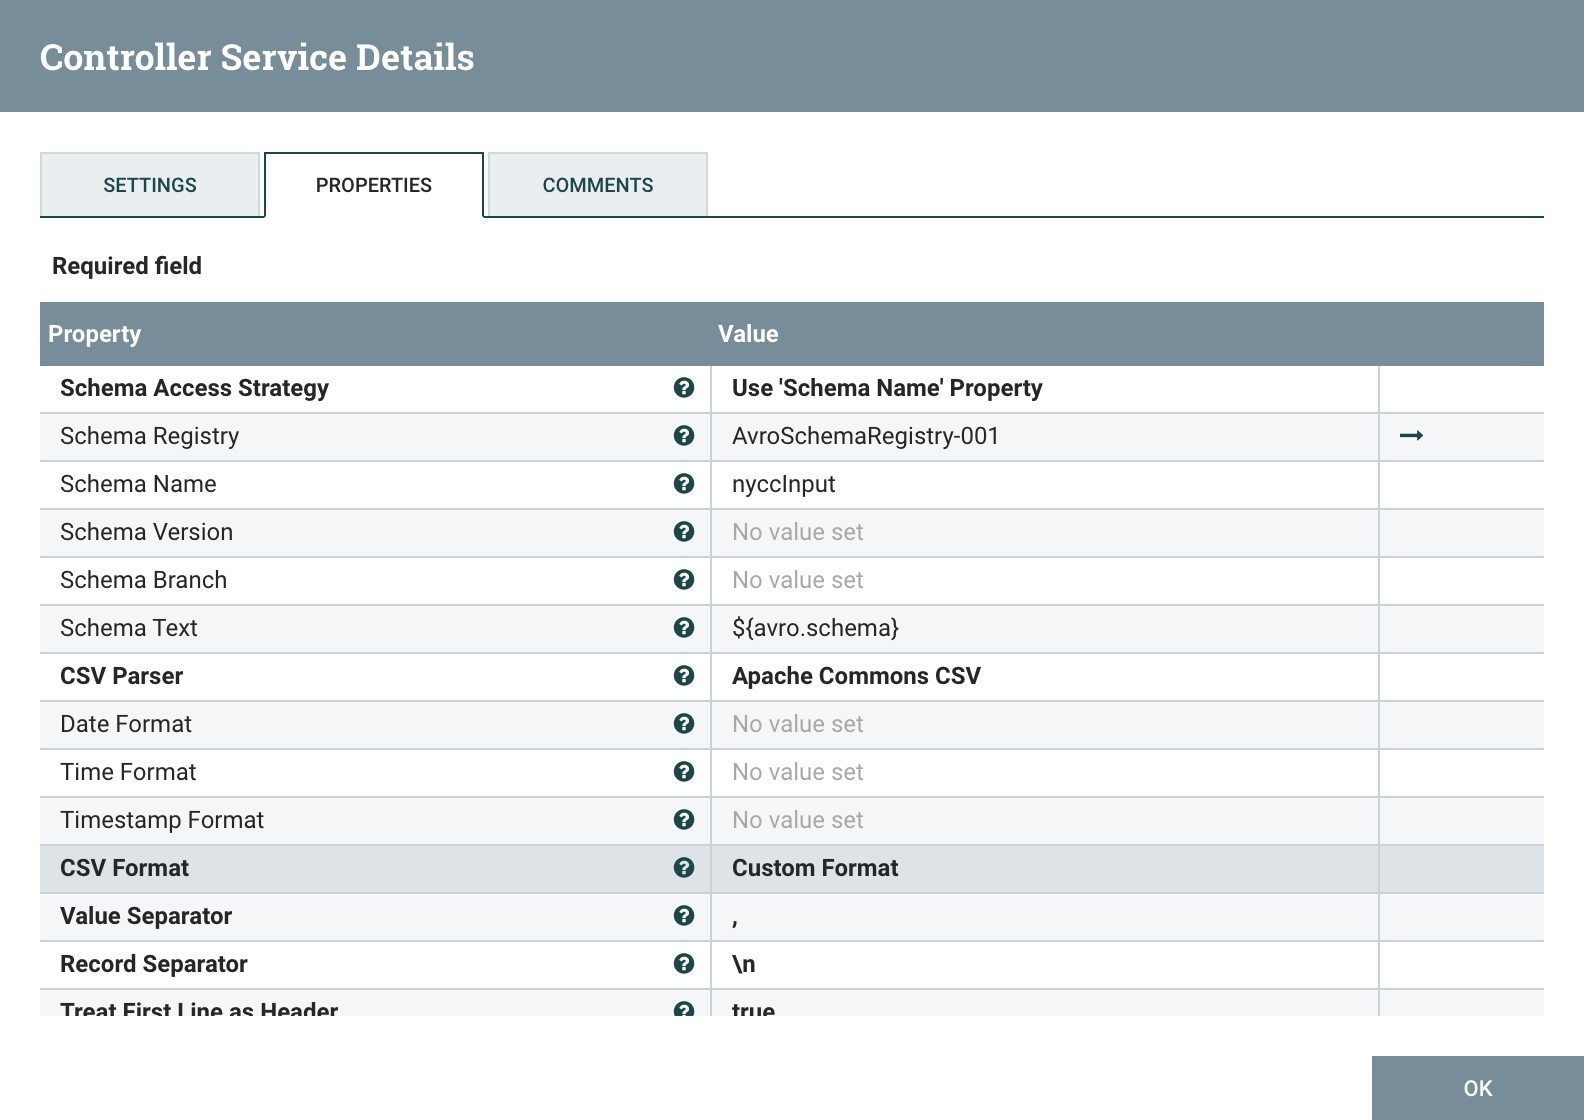 Controller Service Details
SETTINGS PROPERTIES COMMENTS
Required field
Property Value
Schema Access Strategy ? Use 'Schema Name' Property
Schema Registry ? AvroSchemaRegistry-001
Schema Name ? nyccInput
Schema Version ? No value set
Schema Branch ? No value set
Schema Text ? ${avro.schema}
CSV Parser ? Apache Commons CSV
Date Format ? No value set
Time Format ? No value set
Timestamp Format ? No value set
CSV Format ? Custom Format
Value Separator ? ,
Record Separator ? \n
Treat First Line as Header ? true
OK